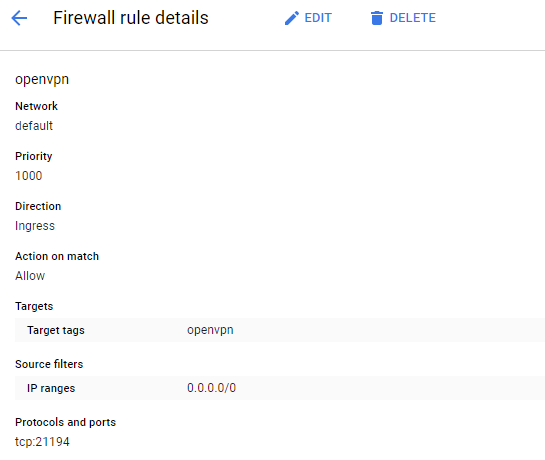 Firewall rule details
EDIT
DELETE
openvpn
Network
default
Priority
1000
Direction
Ingress
Action on match
Allow
Targets
Target tags openvpn
Source filters
IP ranges 0.0.0.0/0
Protocols and ports
tcp:21194